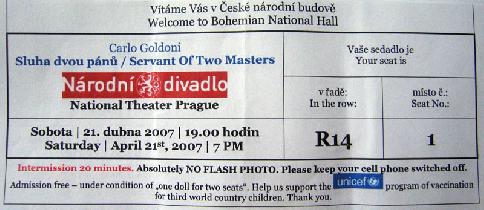 Vítáme Vás v České národní budově
Welcome to Bohemian National Hall
Carlo Goldoni
Sluha dvou pánů / Servant Of Two Masters
Národní divadlo
National Theater Prague
Vaše sedadlo je
Your seat is
v řadě:
In the row:
místo č.:
Seat No.:
Sobota | 21. dubna 2007 | 19.00 hodin
Saturday | April 21st, 2007 | 7 PM
R14
1
Intermission 20 minutes. Absolutely NO FLASH PHOTO. Please keep your cell phone switched off.
Admission free – under condition of „one doll for two seats“. Help us support the unicef program of vaccination
for third world country children. Thank you.